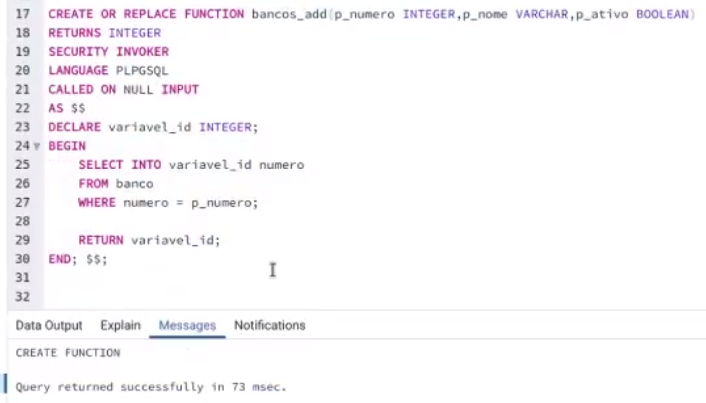 17 CREATE OR REPLACE FUNCTION bancos_add(p_numero INTEGER,p_nome VARCHAR,p_ativo BOOLEAN)
18 RETURNS INTEGER
19 SECURITY INVOKER
20 LANGUAGE PLPGSQL
21 CALLED ON NULL INPUT
22 AS $$
23 DECLARE variavel_id INTEGER;
24 BEGIN
25     SELECT INTO variavel_id numero
26     FROM banco
27     WHERE numero = p_numero;
28
29     RETURN variavel_id;
30 END; $$;
31
32
Data Output Explain Messages Notifications
CREATE FUNCTION
Query returned successfully in 73 msec.